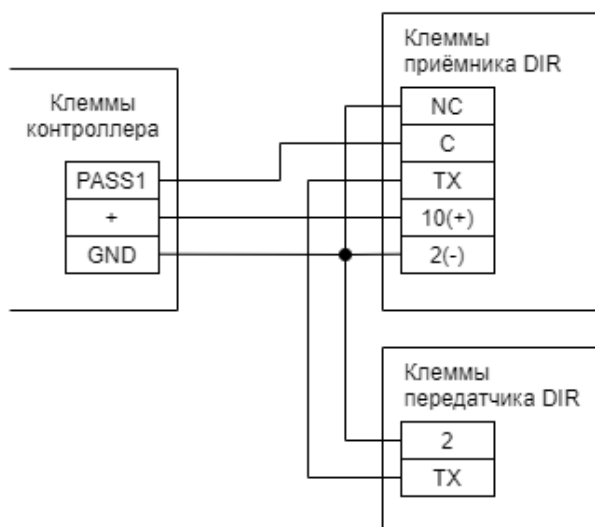 Клеммы
контроллера
PASS1
+
GND
Клеммы
приёмника DIR
NC
C
TX
10(+)
2(-)
Клеммы
передатчика DIR
2
TX